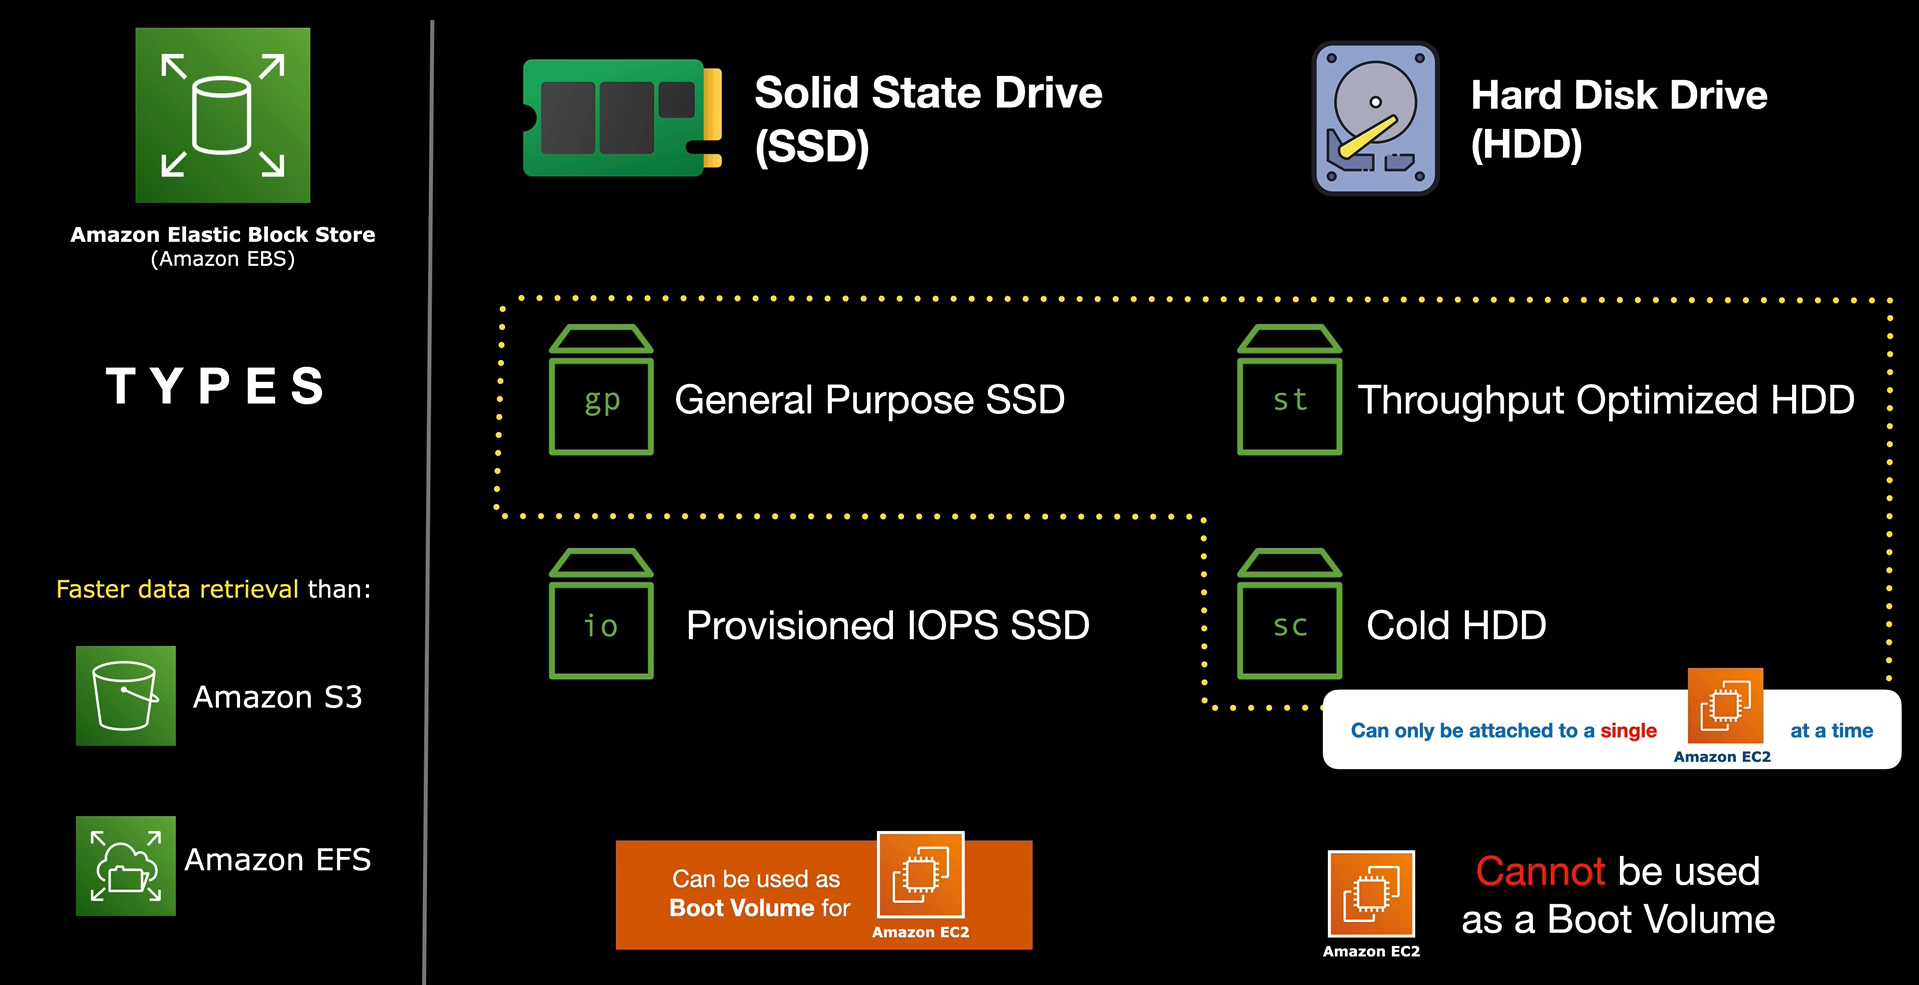 Amazon Elastic Block Store
(Amazon EBS)
TYPES
Faster data retrieval than:
Amazon S3
Amazon EFS
Solid State Drive
(SSD)
Hard Disk Drive
(HDD)
gp
General Purpose SSD
st
Throughput Optimized HDD
io
Provisioned IOPS SSD
sc
Cold HDD
Can only be attached to a single
Amazon EC2
at a time
Can be used as
Boot Volume for
Amazon EC2
Amazon EC2
Cannot be used
as a Boot Volume